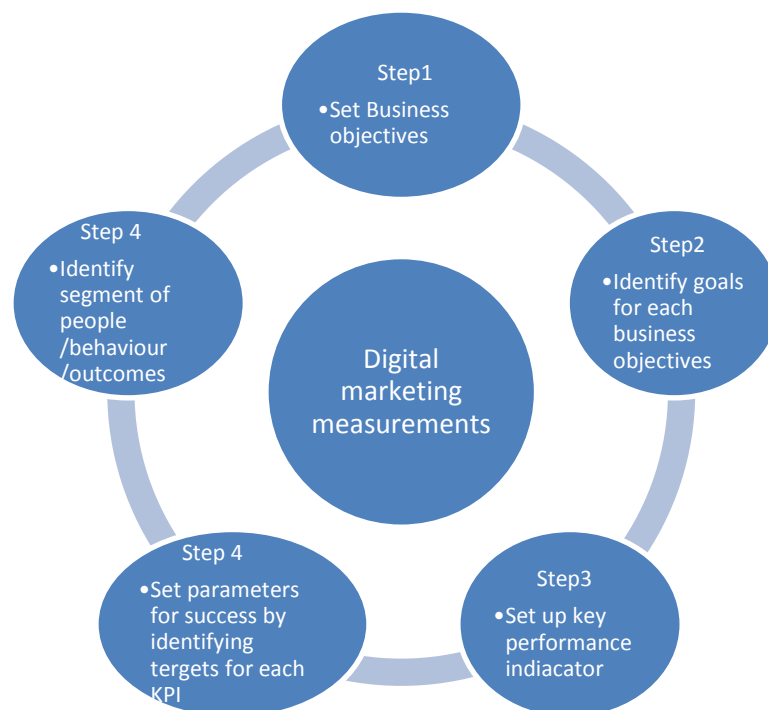 Step1
•Set Business
objectives
Step2
•Identify goals
for each
business
objectives
Step3
•Set up key
performance
indiacator
Step 4
•Set parameters
for success by
identifying
tergets for each
KPI
Step 4
•Identify
segment of
people
/behaviour
/outcomes
Digital
marketing
measurements